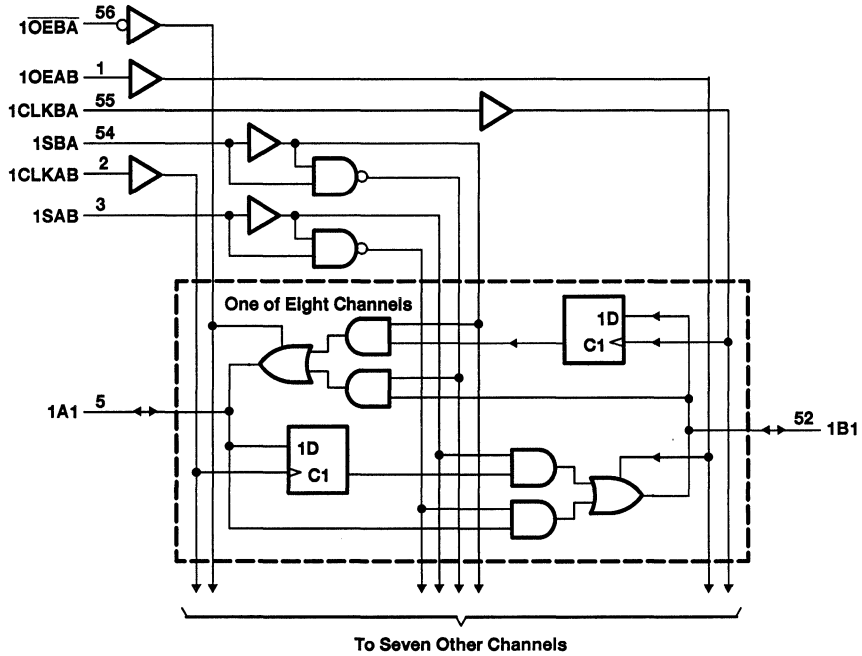 56
1O̅E̅B̅A̅
1OEAB 1
55
1CLKBA
1SBA 54
1CLKAB 2
1SAB 3
One of Eight Channels
1D
C1
1A1 5
1D
C1
52 1B1
To Seven Other Channels